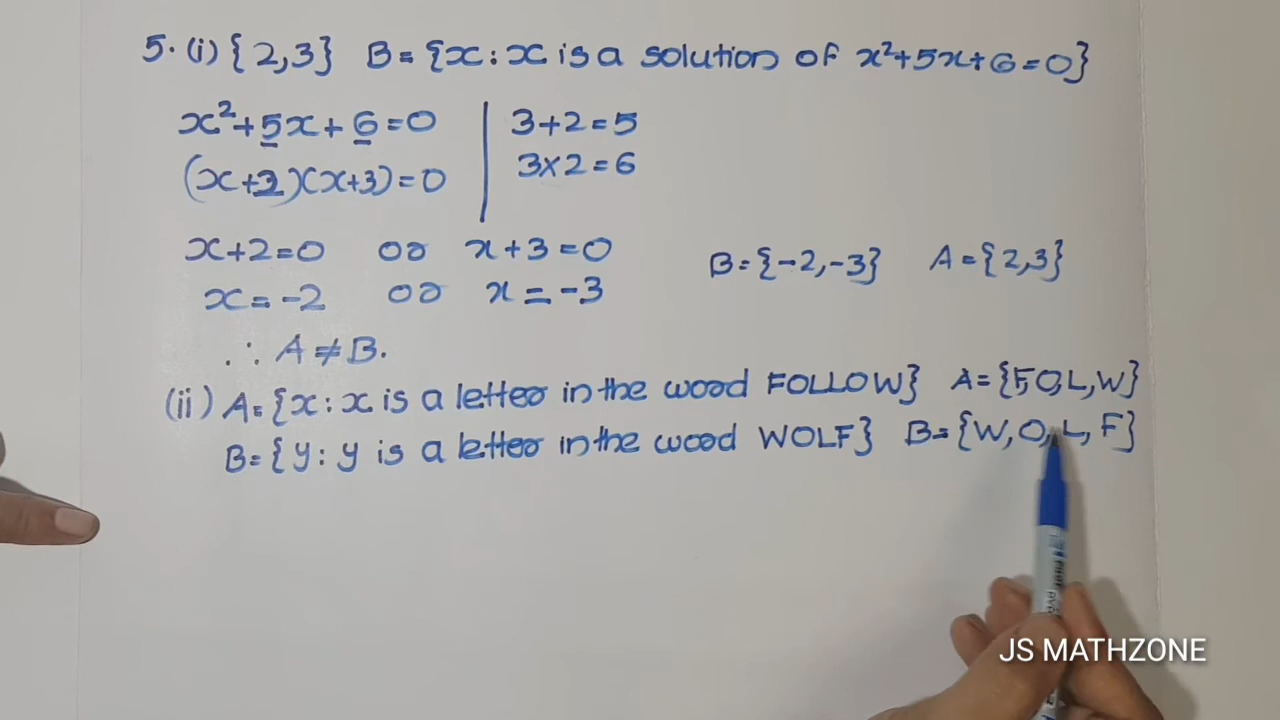 5. (i) {2,3} B = {x : x is a solution of x²+5x+6=0}
x²+5x+6=0 3+2=5
(x+2)(x+3)=0 3×2=6
x+2=0 or x+3=0 B={-2,-3} A={2,3}
x=-2 or x=-3
∴ A≠B.
(ii) A={x : x is a letter in the word FOLLOW} A={F,O,L,W}
B={y : y is a letter in the word WOLF} B={W,O,L,F}
JS MATHZONE